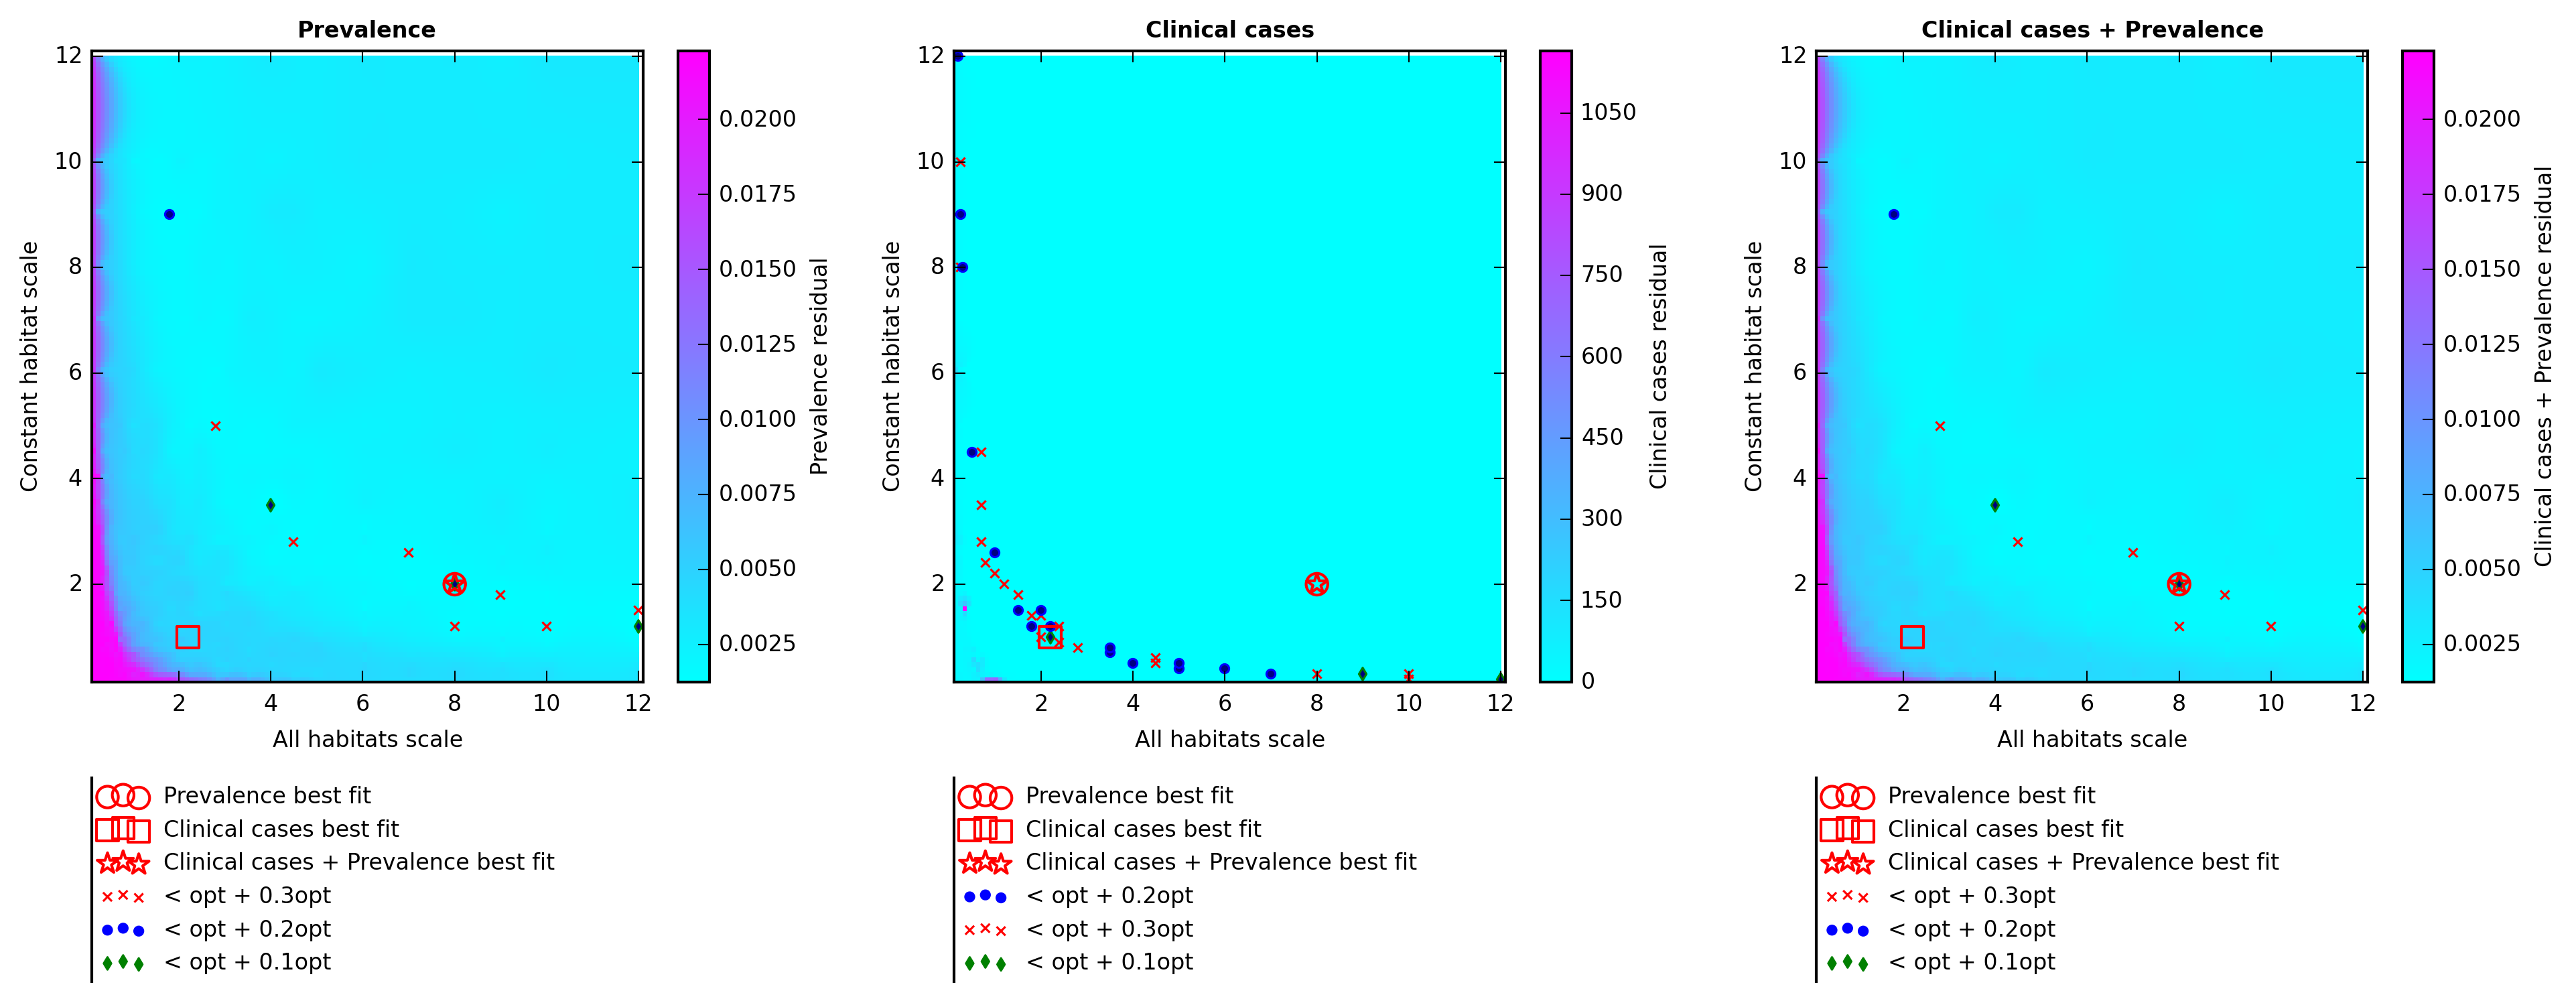 Prevalence
12
10
8
6
4
2
2 4 6 8 10 12
Constant habitat scale
All habitats scale
0.0200
0.0175
0.0150
0.0125
0.0100
0.0075
0.0050
0.0025
Prevalence residual
Prevalence best fit
Clinical cases best fit
Clinical cases + Prevalence best fit
< opt + 0.3opt
< opt + 0.2opt
< opt + 0.1opt
Clinical cases
12
10
8
6
4
2
2 4 6 8 10 12
Constant habitat scale
All habitats scale
1050
900
750
600
450
300
150
0
Clinical cases residual
Prevalence best fit
Clinical cases best fit
Clinical cases + Prevalence best fit
< opt + 0.2opt
< opt + 0.3opt
< opt + 0.1opt
Clinical cases + Prevalence
12
10
8
6
4
2
2 4 6 8 10 12
Constant habitat scale
All habitats scale
0.0200
0.0175
0.0150
0.0125
0.0100
0.0075
0.0050
0.0025
Clinical cases + Prevalence residual
Prevalence best fit
Clinical cases best fit
Clinical cases + Prevalence best fit
< opt + 0.3opt
< opt + 0.2opt
< opt + 0.1opt